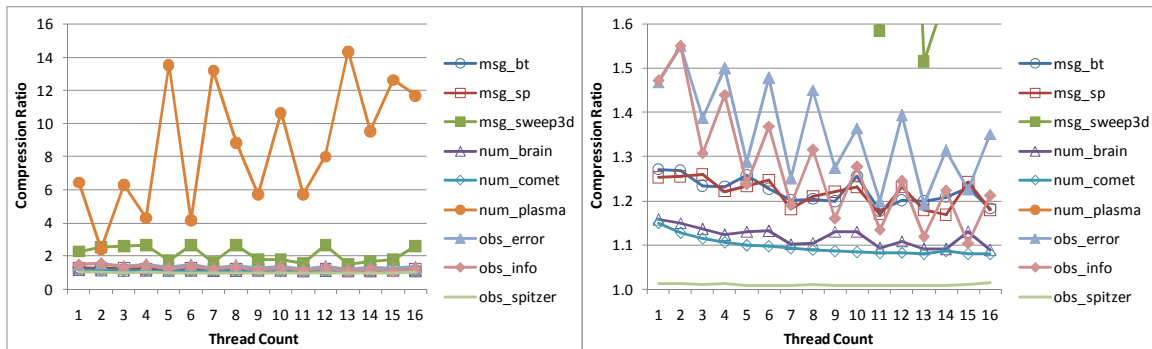 Compression Ratio
16
14
12
10
8
6
4
2
0
1 2 3 4 5 6 7 8 9 10 11 12 13 14 15 16
Thread Count
msg_bt
msg_sp
msg_sweep3d
num_brain
num_comet
num_plasma
obs_error
obs_info
obs_spitzer
Compression Ratio
1.6
1.5
1.4
1.3
1.2
1.1
1.0
1 2 3 4 5 6 7 8 9 10 11 12 13 14 15 16
Thread Count
msg_bt
msg_sp
msg_sweep3d
num_brain
num_comet
num_plasma
obs_error
obs_info
obs_spitzer